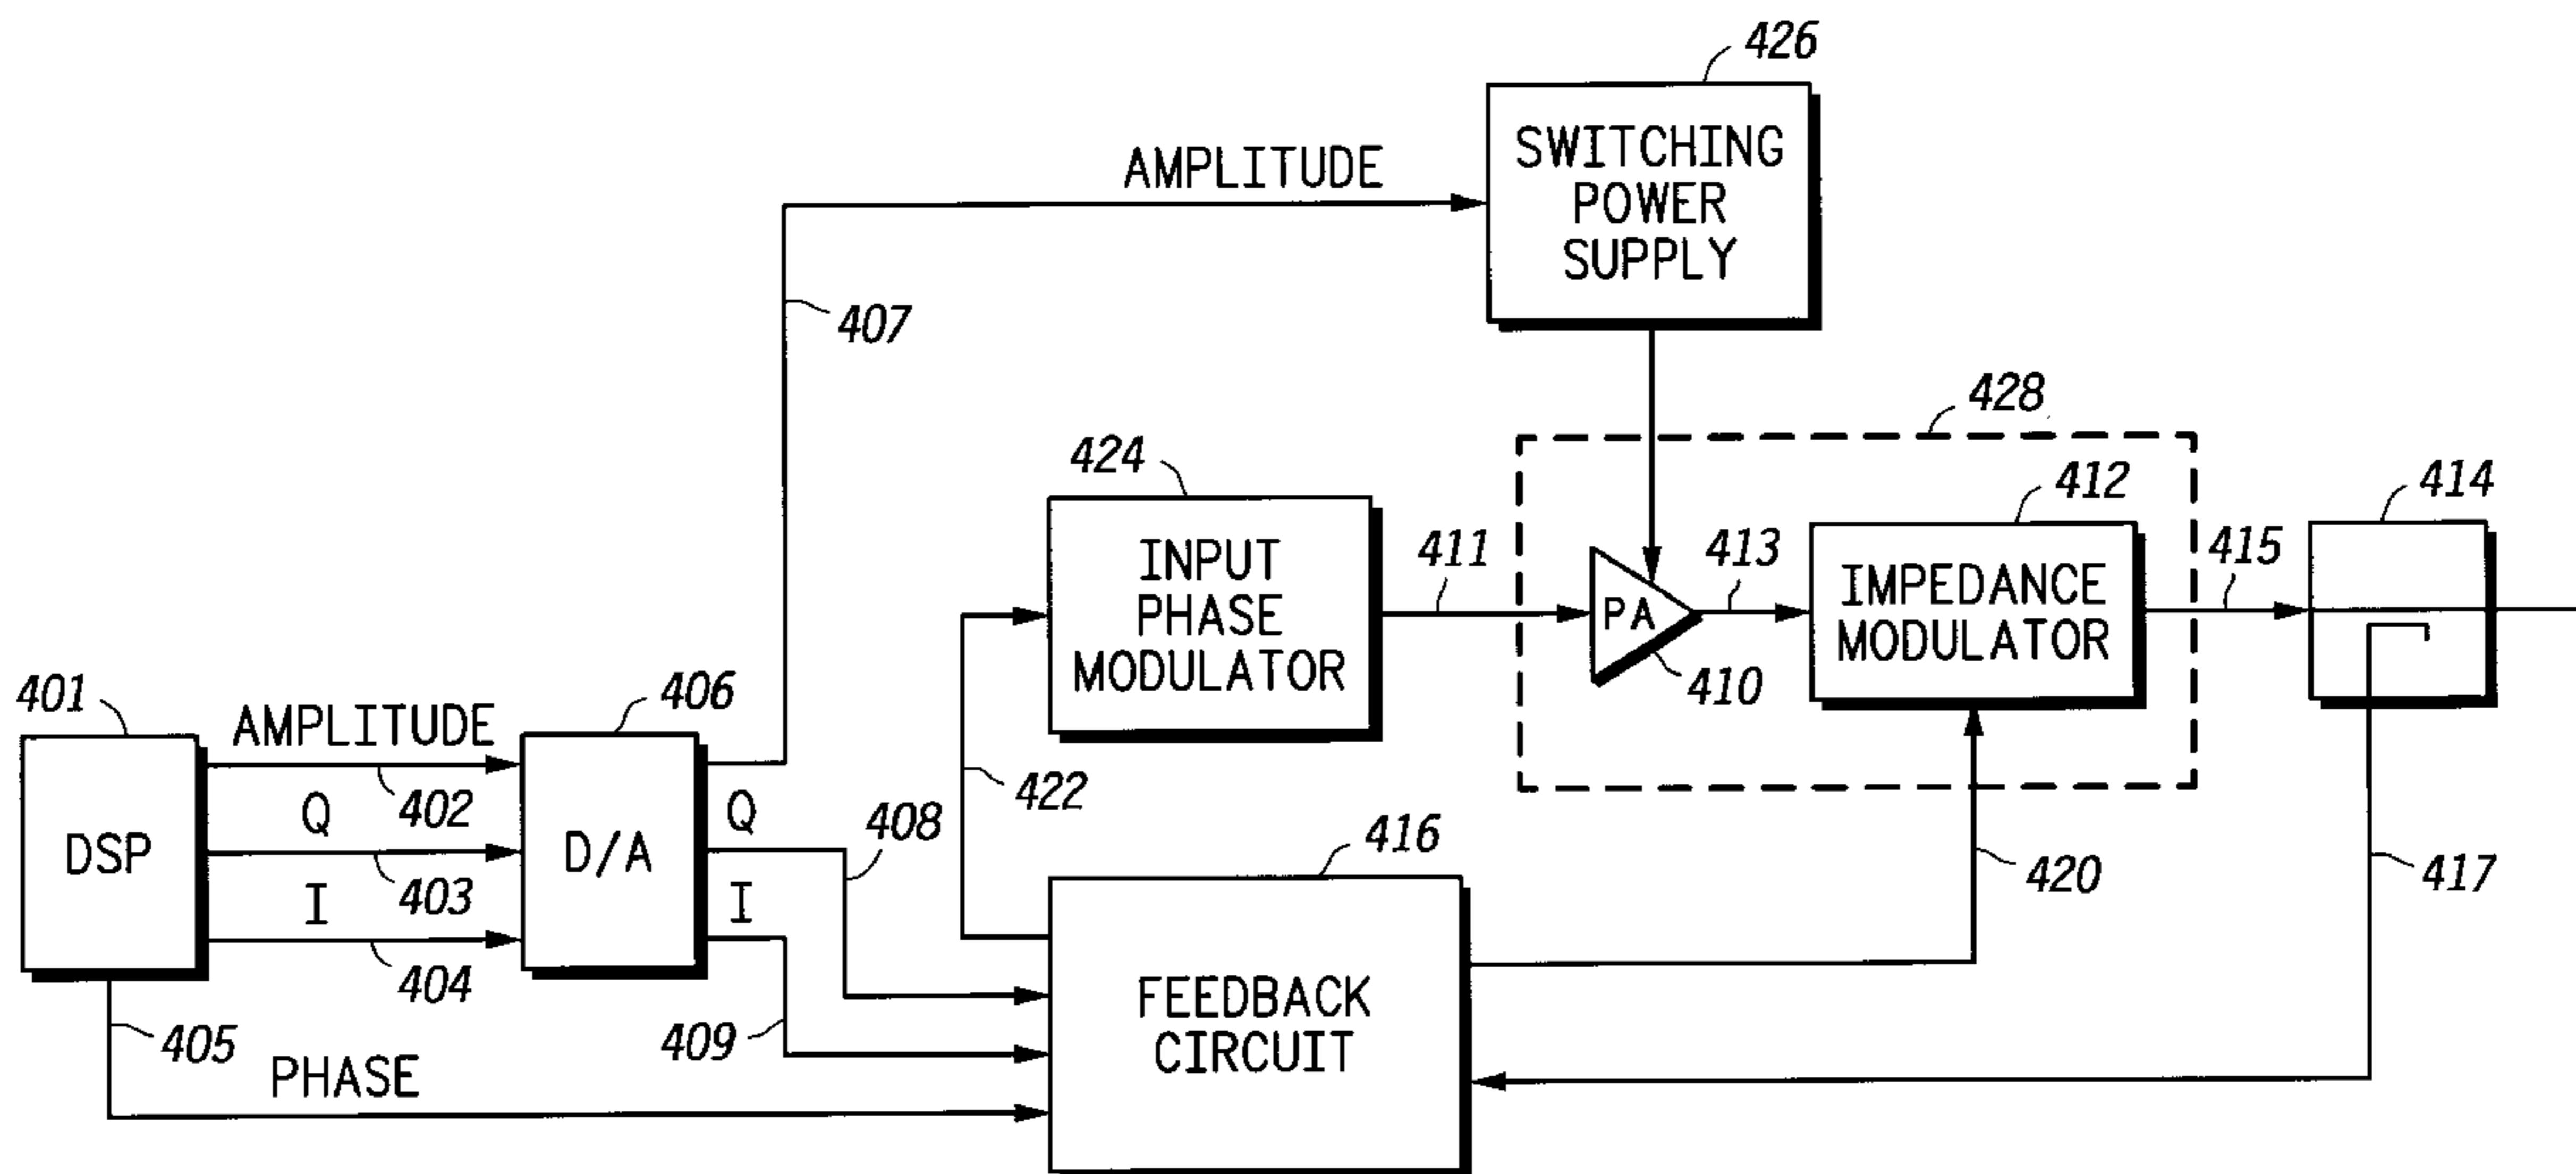 426
SWITCHING
POWER
SUPPLY
AMPLITUDE
407
428
424
412
414
INPUT
PHASE
MODULATOR
411
PA
413
IMPEDANCE
MODULATOR
415
410
401
AMPLITUDE
406
402
422
Q
Q
408
416
DSP
D/A
403
420
417
I
I
404
FEEDBACK
CIRCUIT
405
409
PHASE